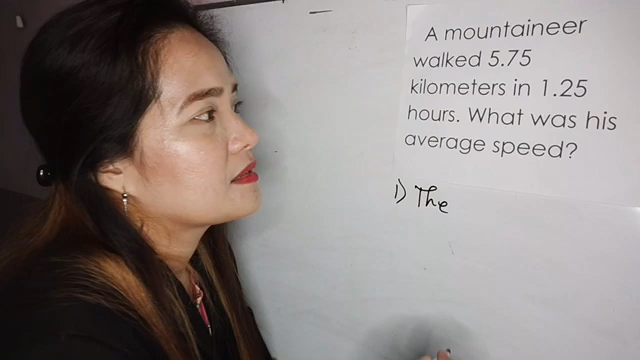 A mountaineer
walked 5.75
kilometers in 1.25
hours. What was his
average speed?
1) The